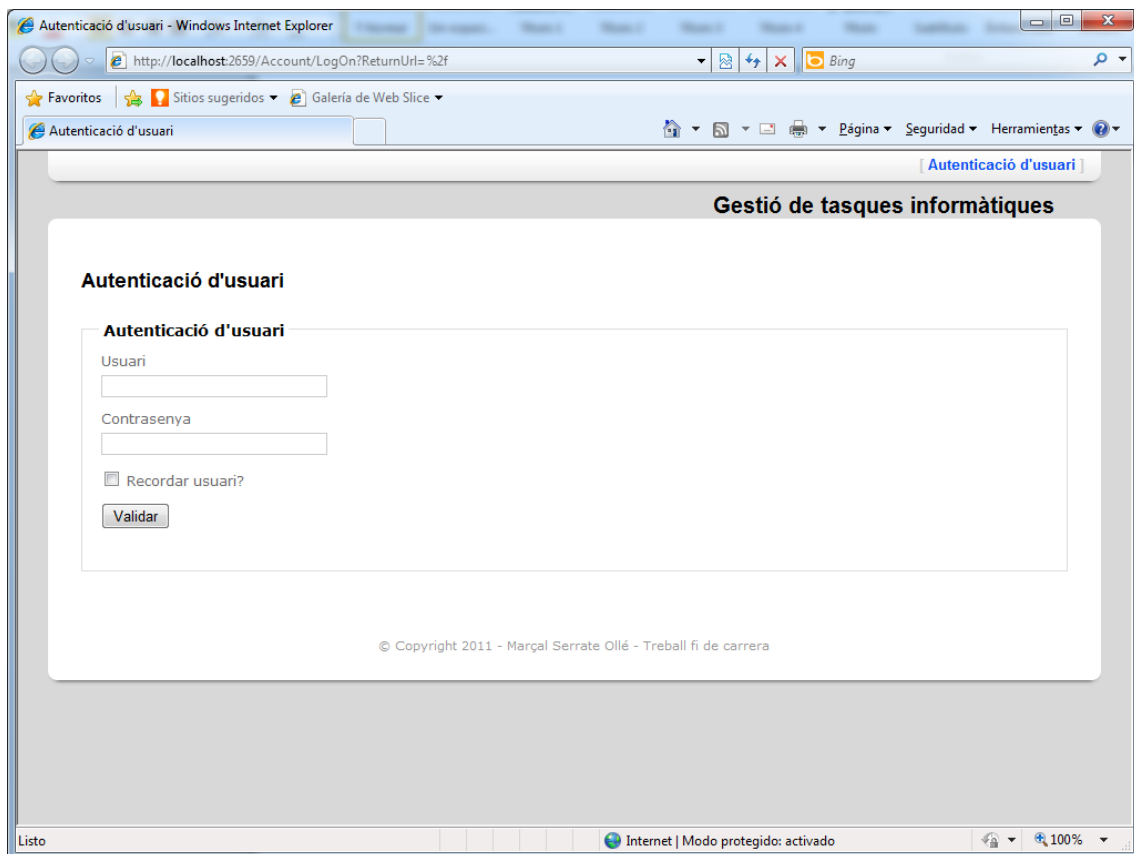 Autenticació d'usuari - Windows Internet Explorer
http://localhost:2659/Account/LogOn?ReturnUrl=%2f
Bing
Favoritos
Sitios sugeridos
Galería de Web Slice
Autenticació d'usuari
Página
Seguridad
Herramientas
[ Autenticació d'usuari ]
Gestió de tasques informàtiques
Autenticació d'usuari
Autenticació d'usuari
Usuari
Contrasenya
Recordar usuari?
Validar
© Copyright 2011 - Marçal Serrate Ollé - Treball fi de carrera
Listo
Internet | Modo protegido: activado
100%